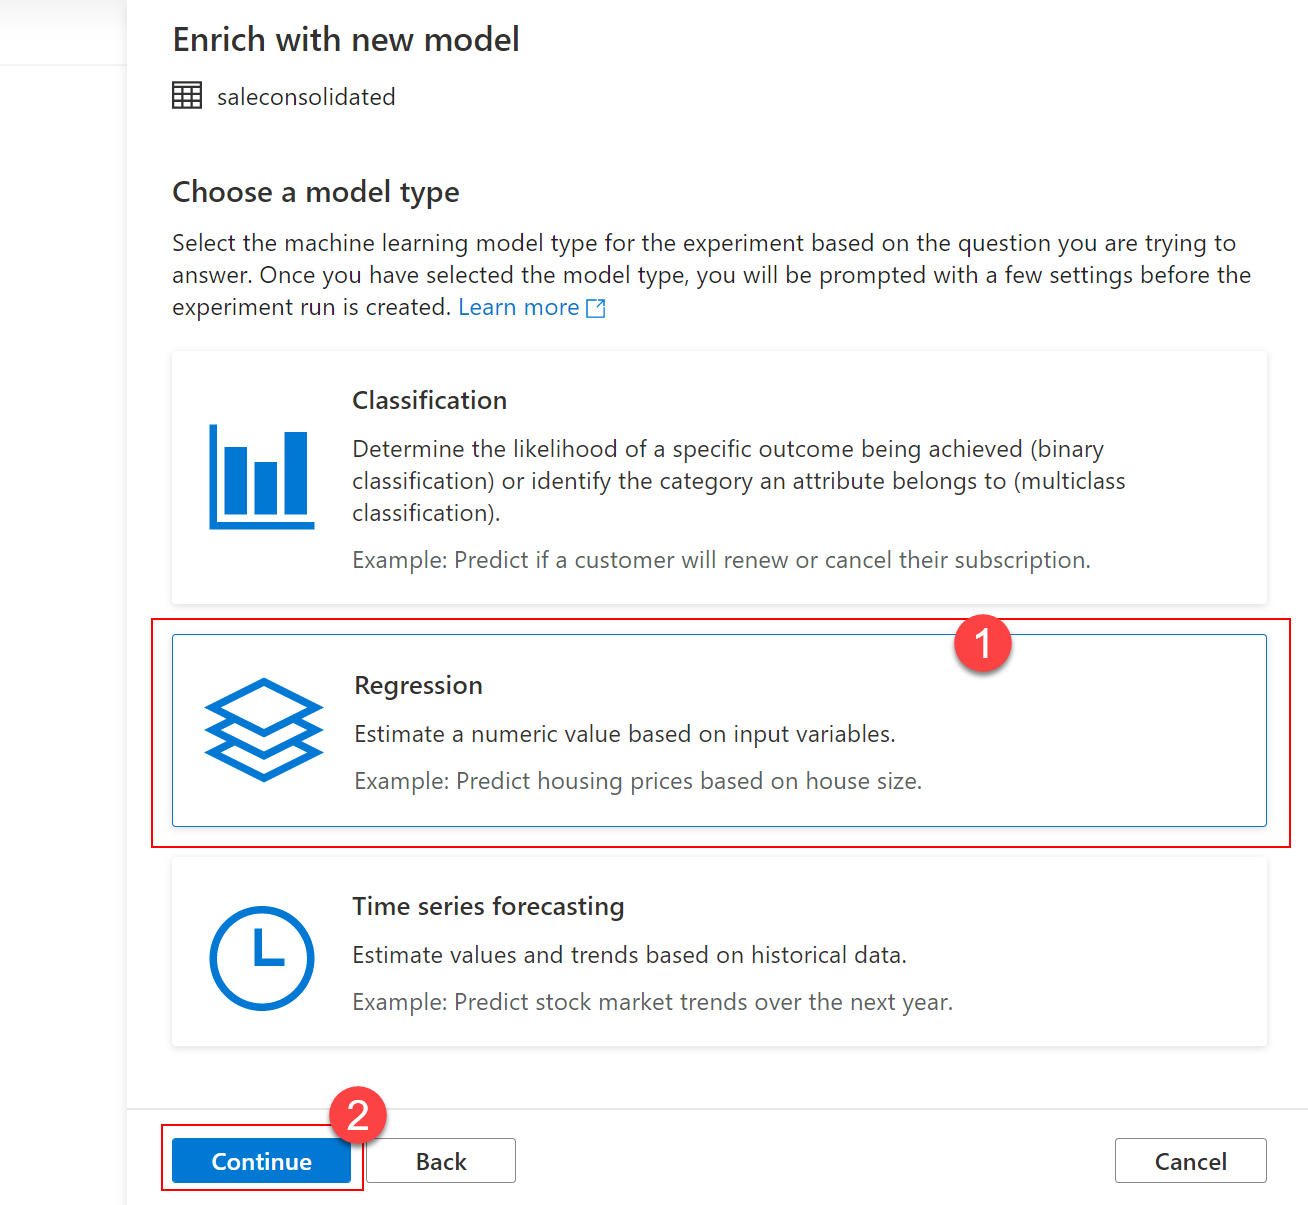 Enrich with new model
saleconsolidated
Choose a model type
Select the machine learning model type for the experiment based on the question you are trying to
answer. Once you have selected the model type, you will be prompted with a few settings before the
experiment run is created. Learn more
Classification
Determine the likelihood of a specific outcome being achieved (binary
classification) or identify the category an attribute belongs to (multiclass
classification).
Example: Predict if a customer will renew or cancel their subscription.
1
Regression
Estimate a numeric value based on input variables.
Example: Predict housing prices based on house size.
Time series forecasting
Estimate values and trends based on historical data.
Example: Predict stock market trends over the next year.
2
Continue Back Cancel